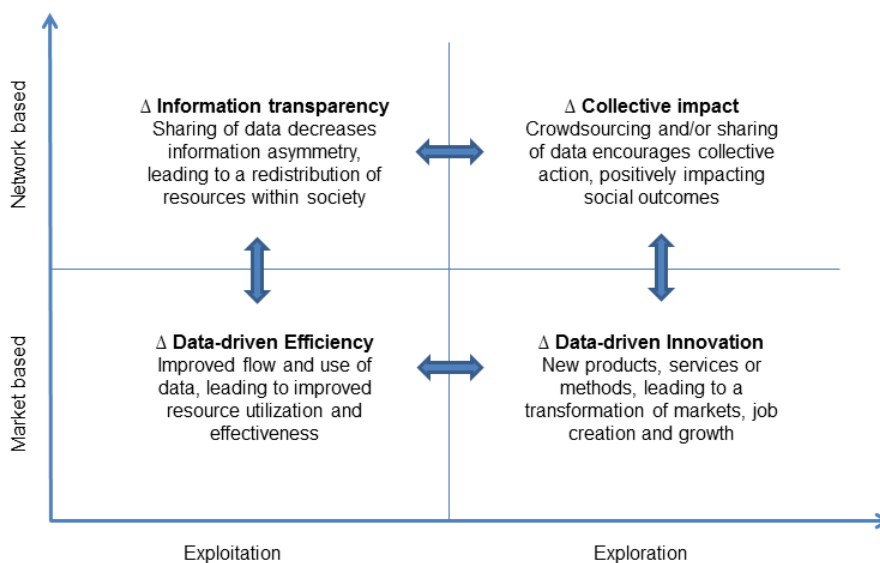 Network based
Δ Information transparency
Sharing of data decreases
information asymmetry,
leading to a redistribution of
resources within society
Δ Collective impact
Crowdsourcing and/or sharing
of data encourages collective
action, positively impacting
social outcomes
Market based
Δ Data-driven Efficiency
Improved flow and use of
data, leading to improved
resource utilization and
effectiveness
Δ Data-driven Innovation
New products, services or
methods, leading to a
transformation of markets, job
creation and growth
Exploitation
Exploration